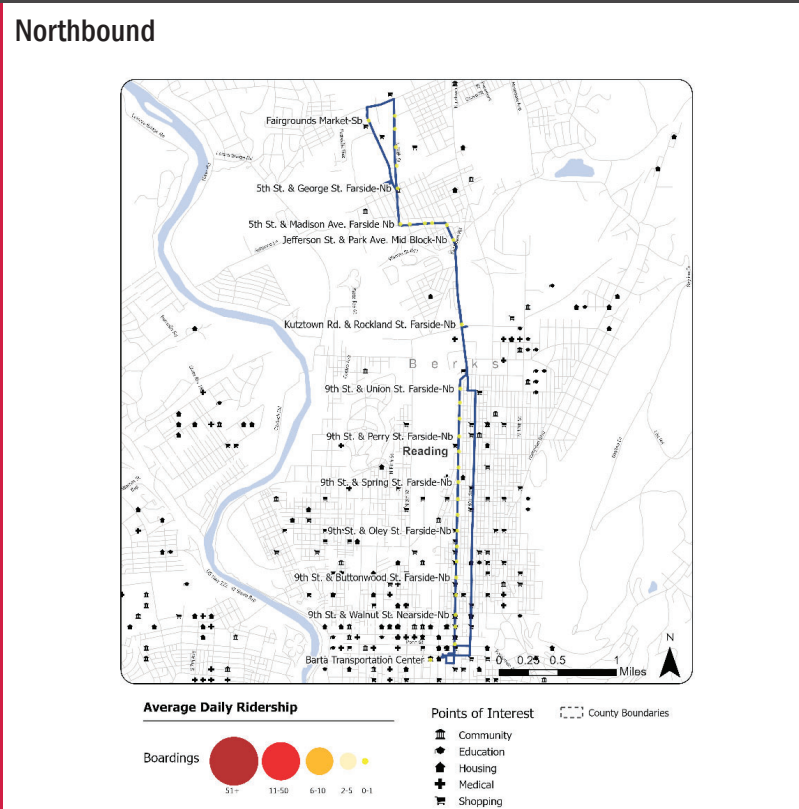 Northbound
Fairgrounds Market-Sb
5th St. & George St. Farside-Nb
5th St. & Madison Ave. Farside Nb
Jefferson St. & Park Ave. Mid Block-Nb
Kutztown Rd. & Rockland St. Farside-Nb
Berks
9th St. & Union St. Farside-Nb
9th St. & Perry St. Farside-Nb
Reading
9th St. & Spring St. Farside-Nb
9th St. & Oley St. Farside-Nb
9th St. & Buttonwood St. Farside-Nb
9th St. & Walnut St. Nearside-Nb
Barta Transportation Center
N
0 0.25 0.5 1
Miles
Average Daily Ridership
Boardings
51+ 11-50 6-10 2-5 0-1
Points of Interest
Community
Education
Housing
Medical
Shopping
County Boundaries